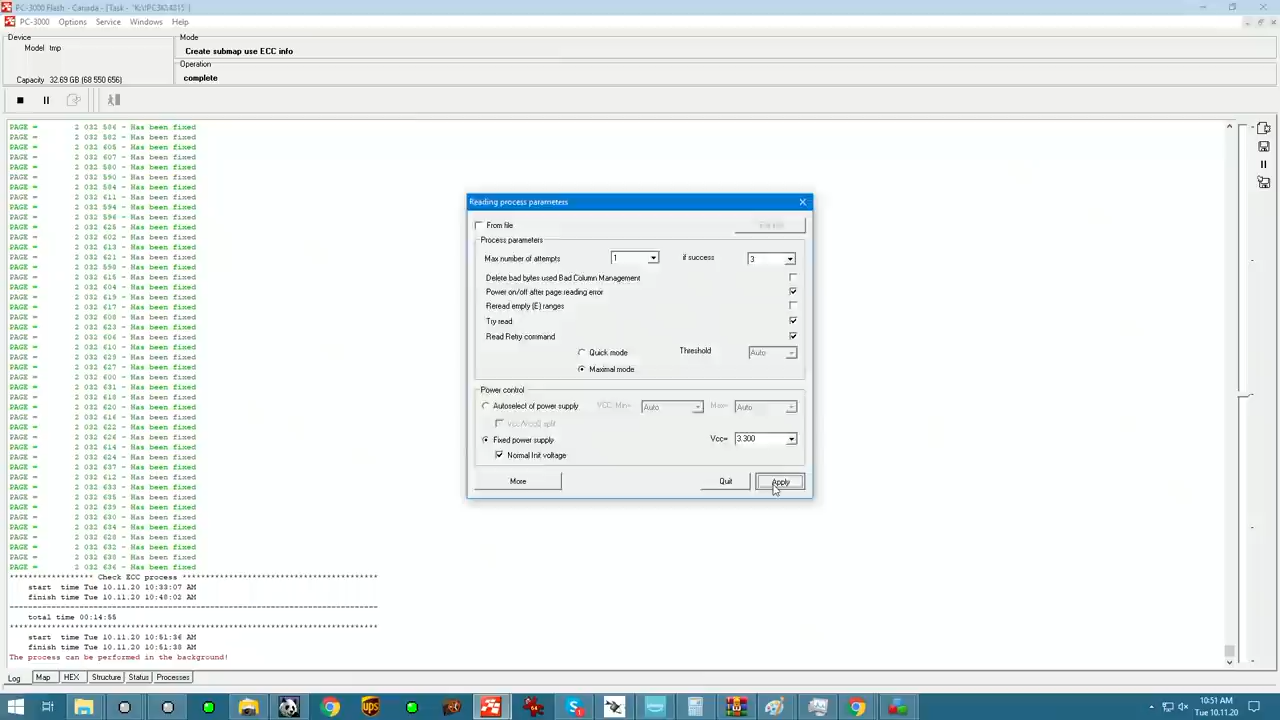 PC-3000 Flash - Canada - [Task - "K:\!PC3K\4815"]
PC-3000 Options Service Windows Help
Device
Model tmp
Capacity 32.69 GB (68 550 656)
Mode
Create submap use ECC info
Operation
complete
PAGE = 2 032 586 - Has been fixed
PAGE = 2 032 582 - Has been fixed
PAGE = 2 032 605 - Has been fixed
PAGE = 2 032 607 - Has been fixed
PAGE = 2 032 580 - Has been fixed
PAGE = 2 032 590 - Has been fixed
PAGE = 2 032 584 - Has been fixed
PAGE = 2 032 611 - Has been fixed
PAGE = 2 032 594 - Has been fixed
PAGE = 2 032 596 - Has been fixed
PAGE = 2 032 625 - Has been fixed
PAGE = 2 032 602 - Has been fixed
PAGE = 2 032 613 - Has been fixed
PAGE = 2 032 621 - Has been fixed
PAGE = 2 032 598 - Has been fixed
PAGE = 2 032 615 - Has been fixed
PAGE = 2 032 604 - Has been fixed
PAGE = 2 032 619 - Has been fixed
PAGE = 2 032 617 - Has been fixed
PAGE = 2 032 608 - Has been fixed
PAGE = 2 032 623 - Has been fixed
PAGE = 2 032 606 - Has been fixed
PAGE = 2 032 610 - Has been fixed
PAGE = 2 032 629 - Has been fixed
PAGE = 2 032 627 - Has been fixed
PAGE = 2 032 600 - Has been fixed
PAGE = 2 032 631 - Has been fixed
PAGE = 2 032 618 - Has been fixed
PAGE = 2 032 620 - Has been fixed
PAGE = 2 032 616 - Has been fixed
PAGE = 2 032 622 - Has been fixed
PAGE = 2 032 626 - Has been fixed
PAGE = 2 032 614 - Has been fixed
PAGE = 2 032 624 - Has been fixed
PAGE = 2 032 637 - Has been fixed
PAGE = 2 032 612 - Has been fixed
PAGE = 2 032 633 - Has been fixed
PAGE = 2 032 635 - Has been fixed
PAGE = 2 032 639 - Has been fixed
PAGE = 2 032 630 - Has been fixed
PAGE = 2 032 634 - Has been fixed
PAGE = 2 032 628 - Has been fixed
PAGE = 2 032 632 - Has been fixed
PAGE = 2 032 638 - Has been fixed
PAGE = 2 032 636 - Has been fixed
****************** Check ECC process ******************************************
start time Tue 10.11.20 10:33:07 AM
finish time Tue 10.11.20 10:48:02 AM
total time 00:14:55
start time Tue 10.11.20 10:51:36 AM
finish time Tue 10.11.20 10:51:38 AM
The process can be performed in the background!
Log Map HEX Structure Status Processes
Reading process parameters
From file
Process parameters
Max number of attempts 1 if success 3
Delete bad bytes used Bad Column Management
Power on/off after page reading error
Reread empty (E) ranges
Try read
Read Retry command
Quick mode Threshold Auto
Maximal mode
Power control
Autoselect of power supply VCC: Min= Auto Max= Auto
Vcc/VccQ split
Fixed power supply Vcc= 3.300
Normal Init voltage
More Quit Apply
ups
64
10:51 AM
Tue 10.11.20